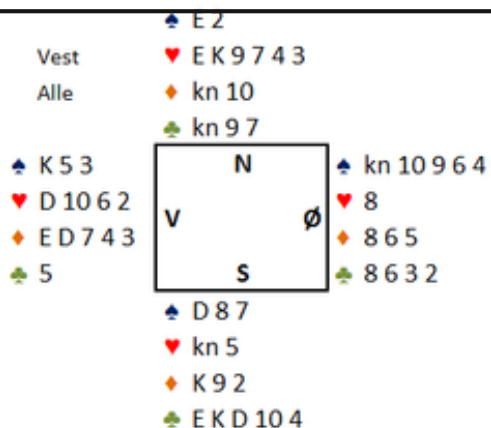 ♠ E 2
Vest ♥ E K 9 7 4 3
Alle ♦ kn 10
♣ kn 9 7
♠ K 5 3 N ♠ kn 10 9 6 4
♥ D 10 6 2 V Ø ♥ 8
♦ E D 7 4 3 ♦ 8 6 5
♣ 5 S ♣ 8 6 3 2
♠ D 8 7
♥ kn 5
♦ K 9 2
♣ E K D 10 4